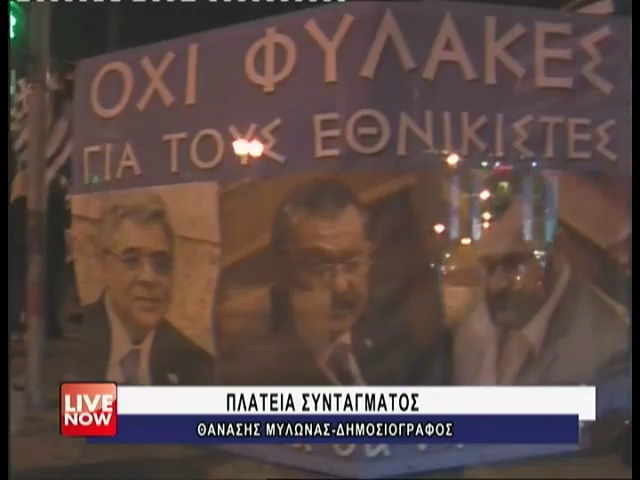 ΟΧΙ ΦΥΛΑΚΕΣ
ΓΙΑ ΤΟΥΣ ΕΘΝΙΚΙΣΤΕΣ
LIVE
NOW
ΠΛΑΤΕΙΑ ΣΥΝΤΑΓΜΑΤΟΣ
ΘΑΝΑΣΗΣ ΜΥΛΩΝΑΣ-ΔΗΜΟΣΙΟΓΡΑΦΟΣ